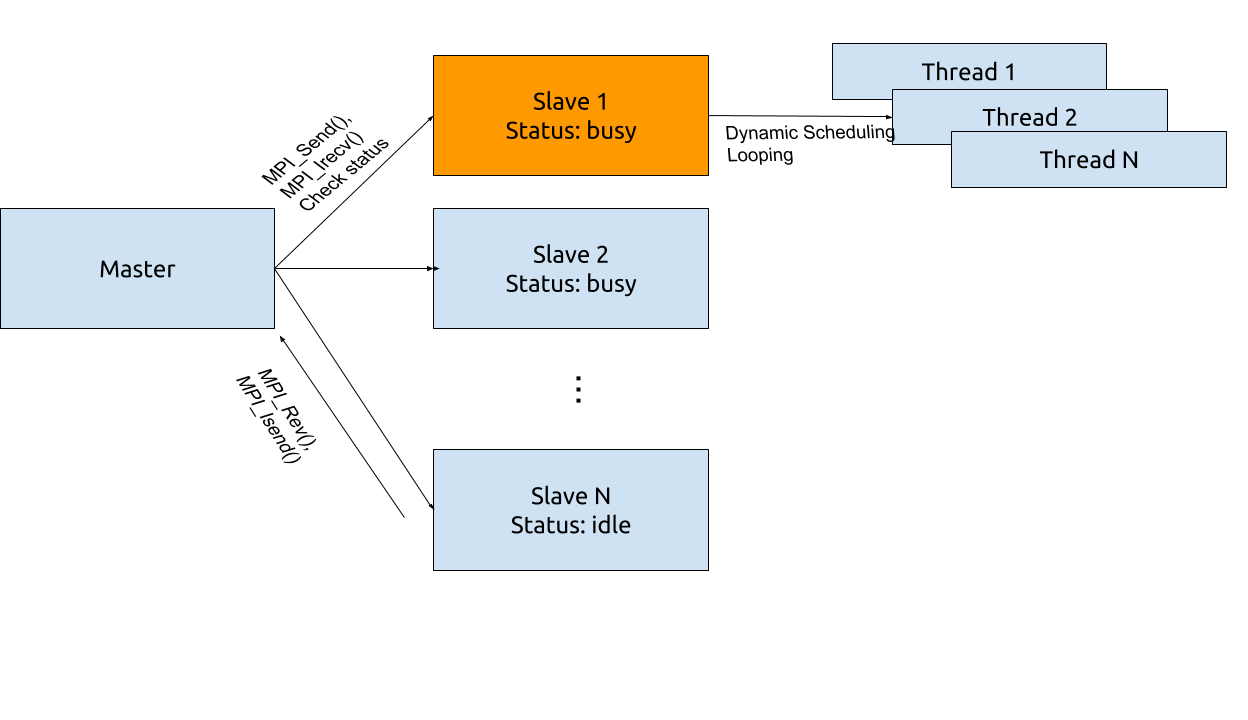 Thread 1
Thread 2
Thread N
Slave 1
Status: busy
Dynamic Scheduling
Looping
MPI_Send(),
MPI_Irecv()
Check status
Master
Slave 2
Status: busy
⋮
MPI_Rev(),
MPI_Isend()
Slave N
Status: idle